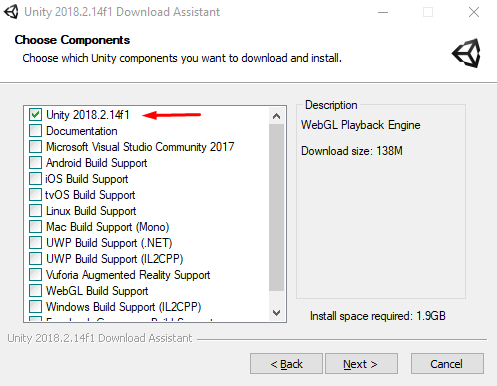 Unity 2018.2.14f1 Download Assistant
Choose Components
Choose which Unity components you want to download and install.
Unity 2018.2.14f1
Documentation
Microsoft Visual Studio Community 2017
Android Build Support
iOS Build Support
tvOS Build Support
Linux Build Support
Mac Build Support (Mono)
UWP Build Support (.NET)
UWP Build Support (IL2CPP)
Vuforia Augmented Reality Support
WebGL Build Support
Windows Build Support (IL2CPP)
Description
WebGL Playback Engine
Download size: 138M
Install space required: 1.9GB
Unity 2018.2.14f1 Download Assistant
< Back
Next >
Cancel